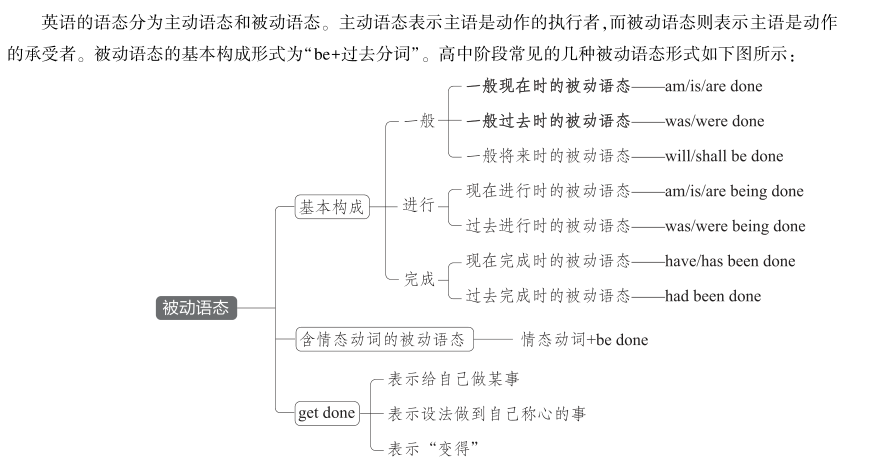 英语的语态分为主动语态和被动语态。主动语态表示主语是动作的执行者,而被动语态则表示主语是动作
的承受者。被动语态的基本构成形式为“be+过去分词”。高中阶段常见的几种被动语态形式如下图所示:
一般现在时的被动语态——am/is/are done
一般
一般过去时的被动语态——was/were done
一般将来时的被动语态——will/shall be done
基本构成
进行
现在进行时的被动语态——am/is/are being done
过去进行时的被动语态——was/were being done
完成
现在完成时的被动语态——have/has been done
过去完成时的被动语态——had been done
被动语态
含情态动词的被动语态——情态动词+be done
get done
表示给自己做某事
表示设法做到自己称心的事
表示“变得”